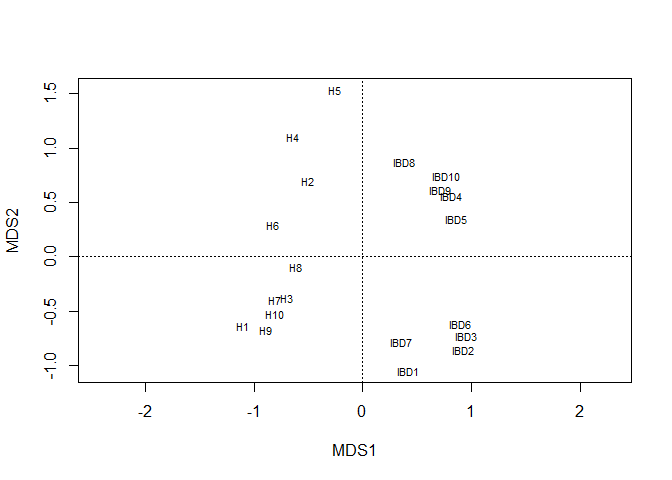 H5
1.5
H4
1.0
IBD8
IBD10
H2
IBD9
IBD4
0.5
IBD5
H6
MDS2
0.0
H8
H7
H3
-0.5
H10
H1
H9
IBD6
IBD3
IBD7
IBD2
-1.0
IBD1
-2 -1 0 1 2
MDS1